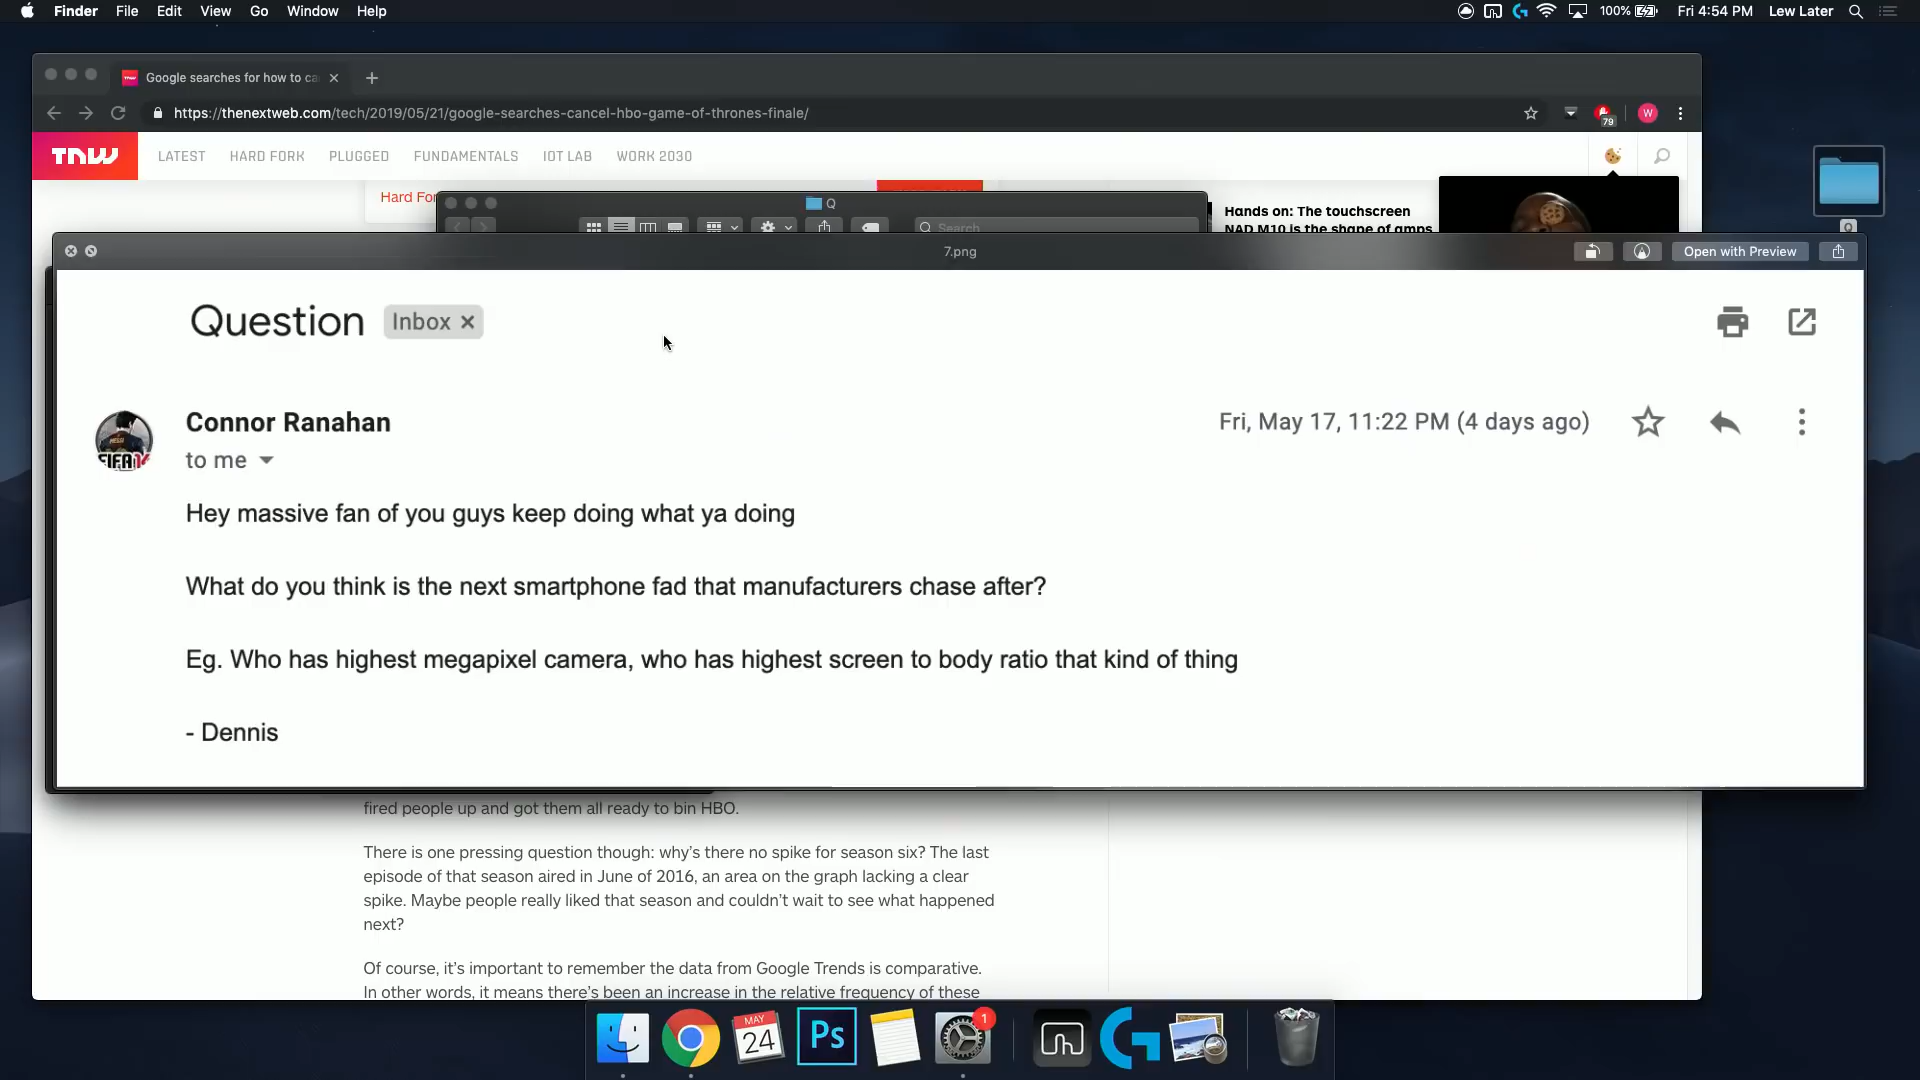 Finder File Edit View Go Window Help
100% Fri 4:54 PM Lew Later
Google searches for how to ca
https://thenextweb.com/tech/2019/05/21/google-searches-cancel-hbo-game-of-thrones-finale/
79
W
TNW LATEST HARD FORK PLUGGED FUNDAMENTALS IOT LAB WORK 2030
Hard For
Q
Search
Hands on: The touchscreen
NAD M10 is the shape of amps
Q
7.png
Open with Preview
Question Inbox
Connor Ranahan
Fri, May 17, 11:22 PM (4 days ago)
to me
FIFA
Hey massive fan of you guys keep doing what ya doing
What do you think is the next smartphone fad that manufacturers chase after?
Eg. Who has highest megapixel camera, who has highest screen to body ratio that kind of thing
- Dennis
fired people up and got them all ready to bin HBO.
There is one pressing question though: why's there no spike for season six? The last
episode of that season aired in June of 2016, an area on the graph lacking a clear
spike. Maybe people really liked that season and couldn't wait to see what happened
next?
Of course, it's important to remember the data from Google Trends is comparative.
In other words, it means there's been an increase in the relative frequency of these
MAY
24
Ps
1